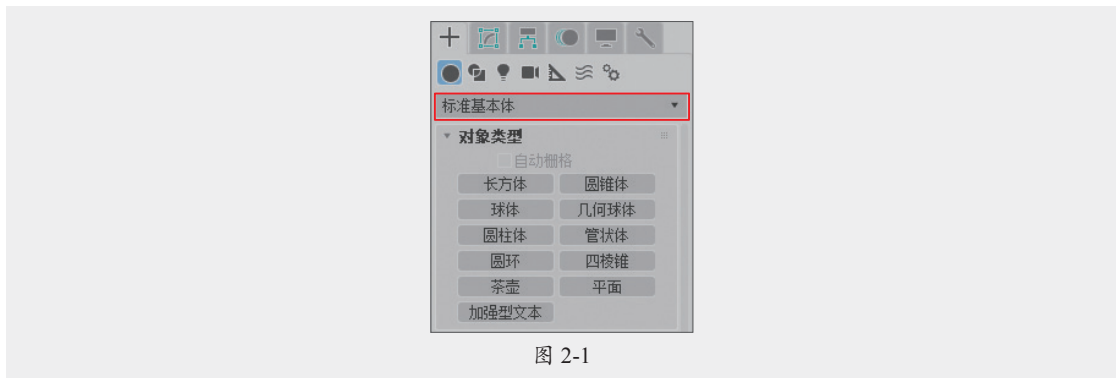 标准基本体
对象类型
自动栅格
长方体 圆锥体
球体 几何球体
圆柱体 管状体
圆环 四棱锥
茶壶 平面
加强型文本
图 2-1